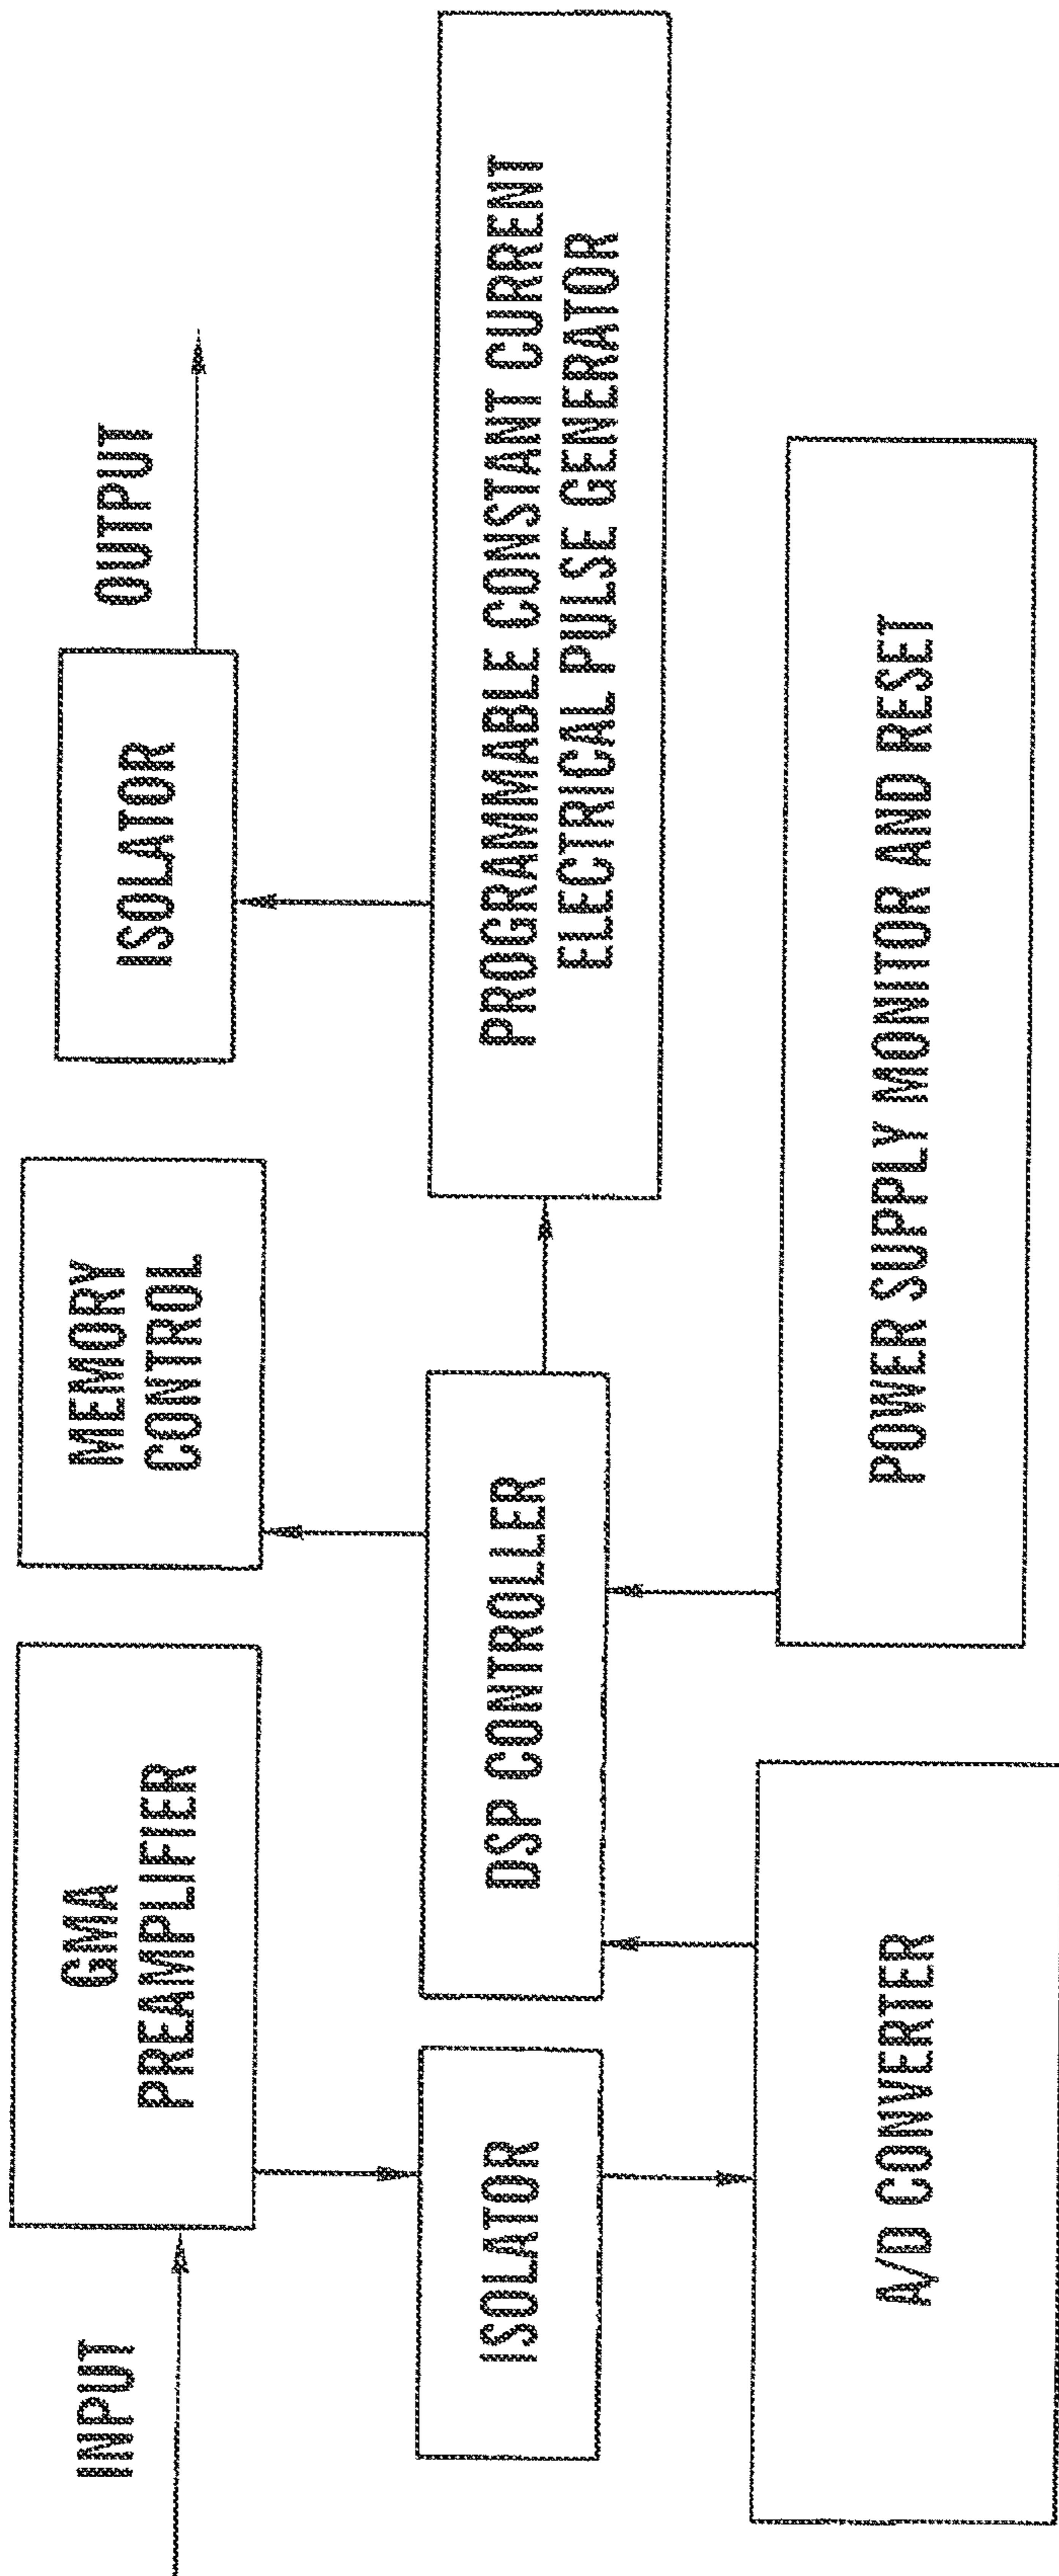 INPUT
GMA
PREAMPLIFIER
MEMORY
CONTROL
ISOLATOR
OUTPUT
ISOLATOR
DSP CONTROLLER
PROGRAMMABLE CONSTANT CURRENT
ELECTRICAL PULSE GENERATOR
A/D CONVERTER
POWER SUPPLY MONITOR AND RESET